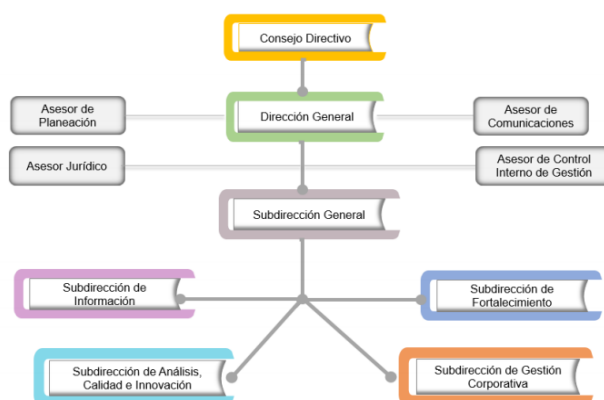 Consejo Directivo
Asesor de
Planeación
Dirección General
Asesor de
Comunicaciones
Asesor Jurídico
Asesor de Control
Interno de Gestión
Subdirección General
Subdirección de
Información
Subdirección de
Fortalecimiento
Subdirección de Análisis,
Calidad e Innovación
Subdirección de Gestión
Corporativa